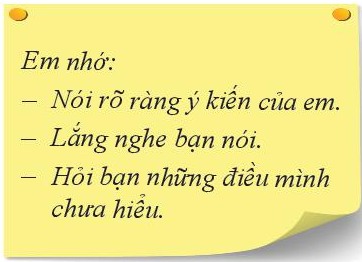 Em nhớ:
– Nói rõ ràng ý kiến của em.
– Lắng nghe bạn nói.
– Hỏi bạn những điều mình
chưa hiểu.